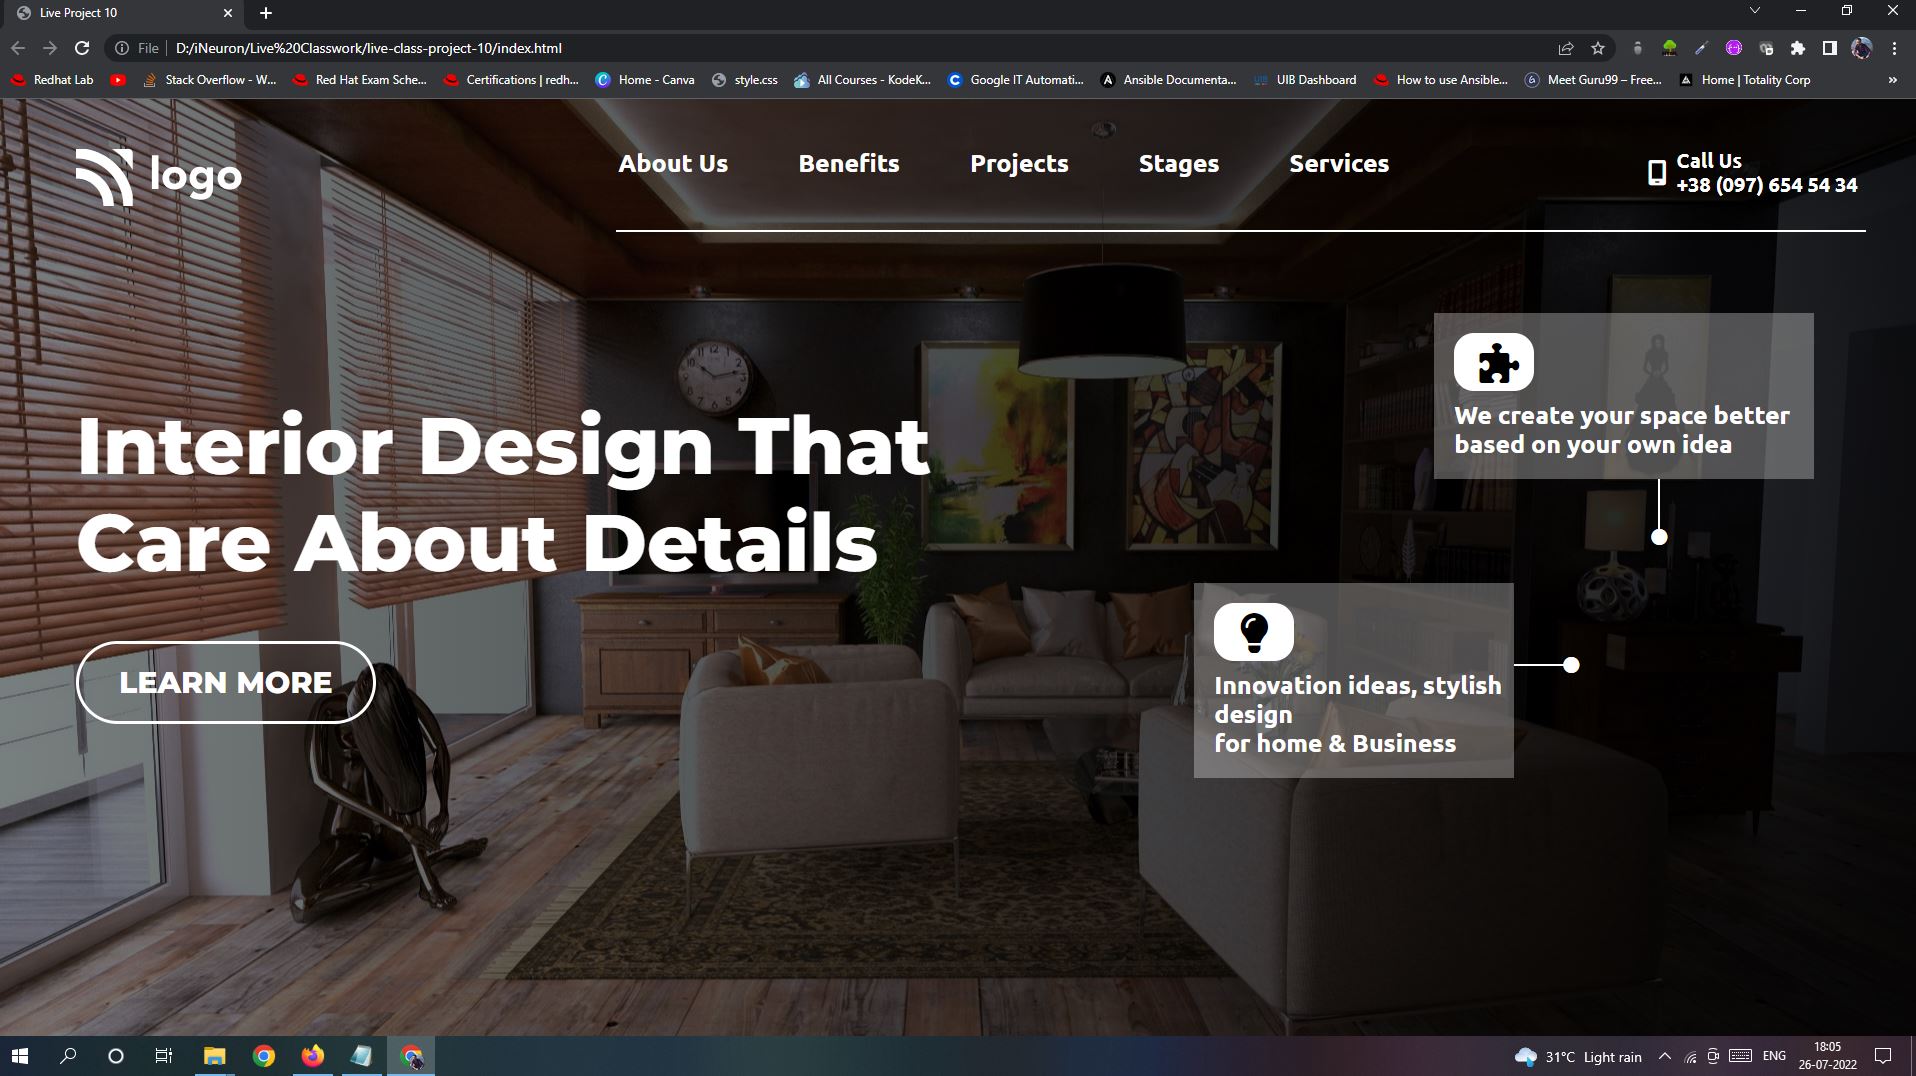 Live Project 10
File
D:/iNeuron/Live%20Classwork/live-class-project-10/index.html
Redhat Lab
Stack Overflow - W...
Red Hat Exam Sche...
Certifications | redh...
Home - Canva
style.css
All Courses - KodeK...
Google IT Automati...
Ansible Documenta...
UIB
UIB Dashboard
How to use Ansible...
Meet Guru99 – Free...
Home | Totality Corp
»
logo
About Us
Benefits
Projects
Stages
Services
Call Us
+38 (097) 654 54 34
We create your space better
based on your own idea
Interior Design That
Care About Details
LEARN MORE
Innovation ideas, stylish
design
for home & Business
31°C Light rain
ENG
18:05
26-07-2022